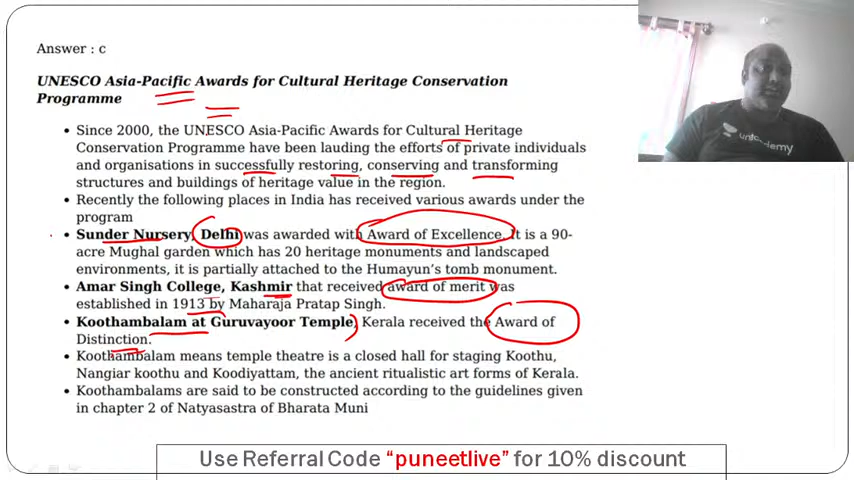 Answer : c
UNESCO Asia-Pacific Awards for Cultural Heritage Conservation
Programme
• Since 2000, the UNESCO Asia-Pacific Awards for Cultural Heritage
Conservation Programme have been lauding the efforts of private individuals
and organisations in successfully restoring, conserving and transforming
structures and buildings of heritage value in the region.
• Recently the following places in India has received various awards under the
program
• Sunder Nursery, Delhi was awarded with Award of Excellence. It is a 90-
acre Mughal garden which has 20 heritage monuments and landscaped
environments, it is partially attached to the Humayun's tomb monument.
• Amar Singh College, Kashmir that received award of merit was
established in 1913 by Maharaja Pratap Singh.
• Koothambalam at Guruvayoor Temple, Kerala received the Award of
Distinction.
• Koothambalam means temple theatre is a closed hall for staging Koothu,
Nangiar koothu and Koodiyattam, the ancient ritualistic art forms of Kerala.
• Koothambalams are said to be constructed according to the guidelines given
in chapter 2 of Natyasastra of Bharata Muni
Use Referral Code “puneetlive” for 10% discount